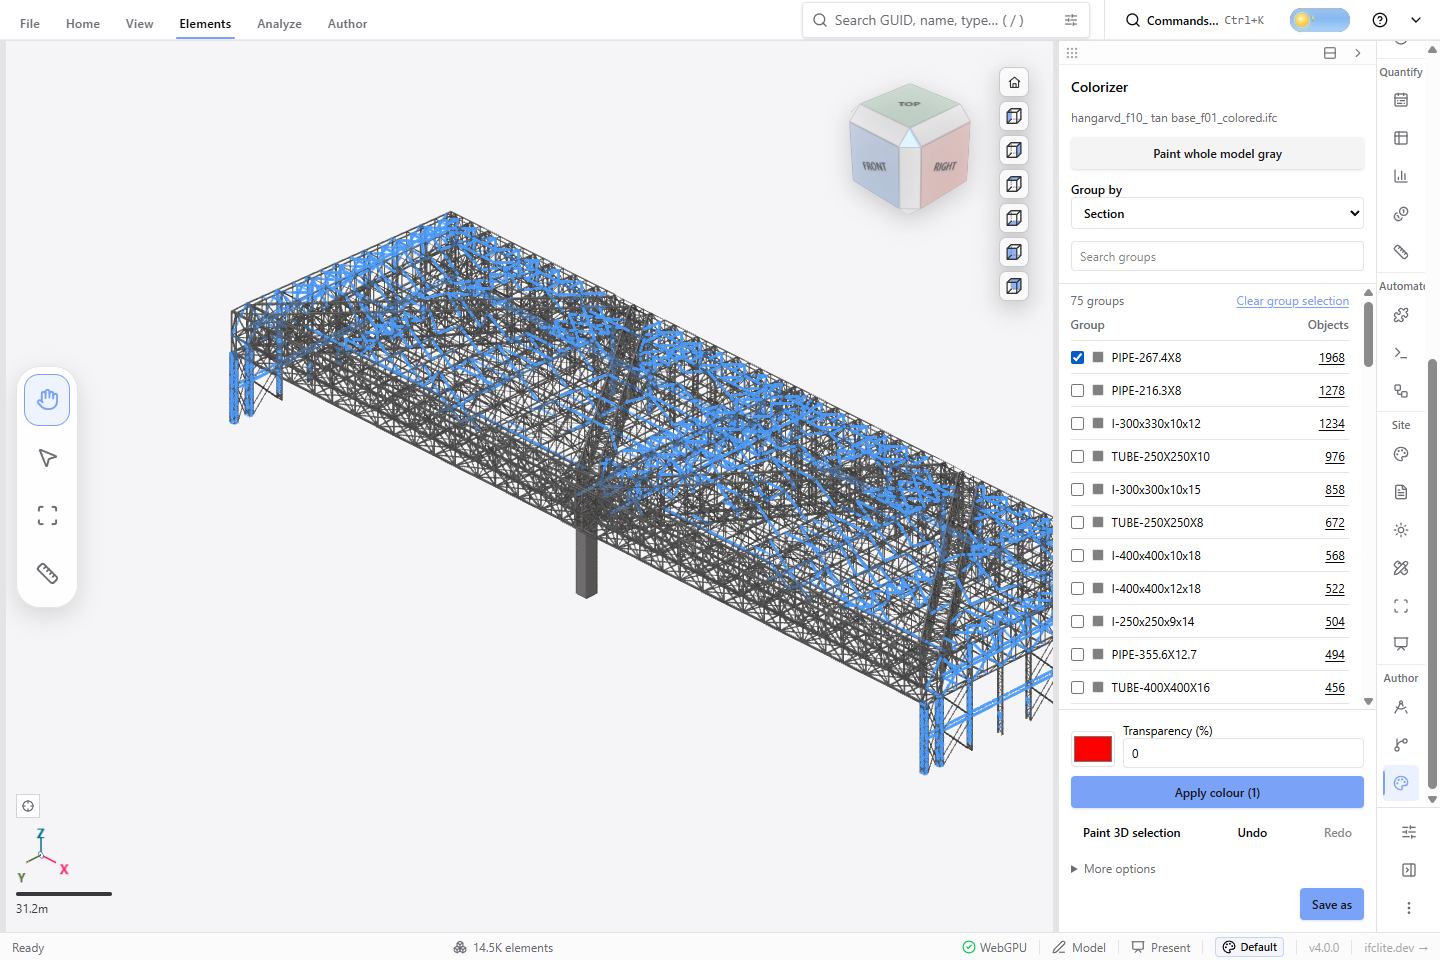 File Home View Elements Analyze Author
Search GUID, name, type... ( / )
Commands... Ctrl+K
TOP
FRONT
RIGHT
Z
X
Y
31.2m
Colorizer
hangarvd_f10_ tan base_f01_colored.ifc
Paint whole model gray
Group by
Section
Search groups
75 groups Clear group selection
Group Objects
PIPE-267.4X8 1968
PIPE-216.3X8 1278
I-300x330x10x12 1234
TUBE-250X250X10 976
I-300x300x10x15 858
TUBE-250X250X8 672
I-400x400x10x18 568
I-400x400x12x18 522
I-250x250x9x14 504
PIPE-355.6X12.7 494
TUBE-400X400X16 456
Transparency (%)
0
Apply colour (1)
Paint 3D selection Undo Redo
More options
Save as
Quantify
Automate
Site
Author
Ready 14.5K elements WebGPU Model Present Default v4.0.0 ifclite.dev →